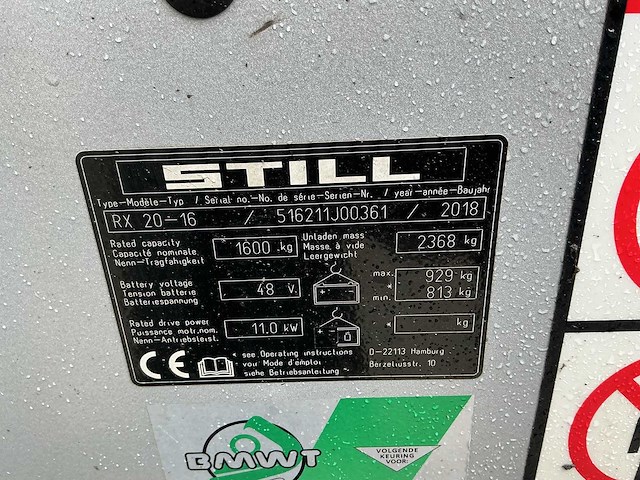 STILL
Type-Modèle-Typ / Serial no.-No. de série-Serien-Nr. / year-année-Baujahr
RX 20-16 / 516211J00361 / 2018
Rated capacity
Capacité nominale
Nenn-Tragfähigkeit
1600 kg
Unladen mass
Masse à vide
Leergewicht
2368 kg
Battery voltage
Tension batterie
Batteriespannung
48 V.
max. 929 kg
* min. 813 kg
Rated drive power
Puissance motr.nom.
Nenn-Antriebsleist.
11.0 kW
* kg
CE
* see Operating instructions
voir Mode d'emploi
siehe Betriebsanleitung
D-22113 Hamburg
Berzeliusstr. 10
BMWT
VOLGENDE
KEURING
VOOR: